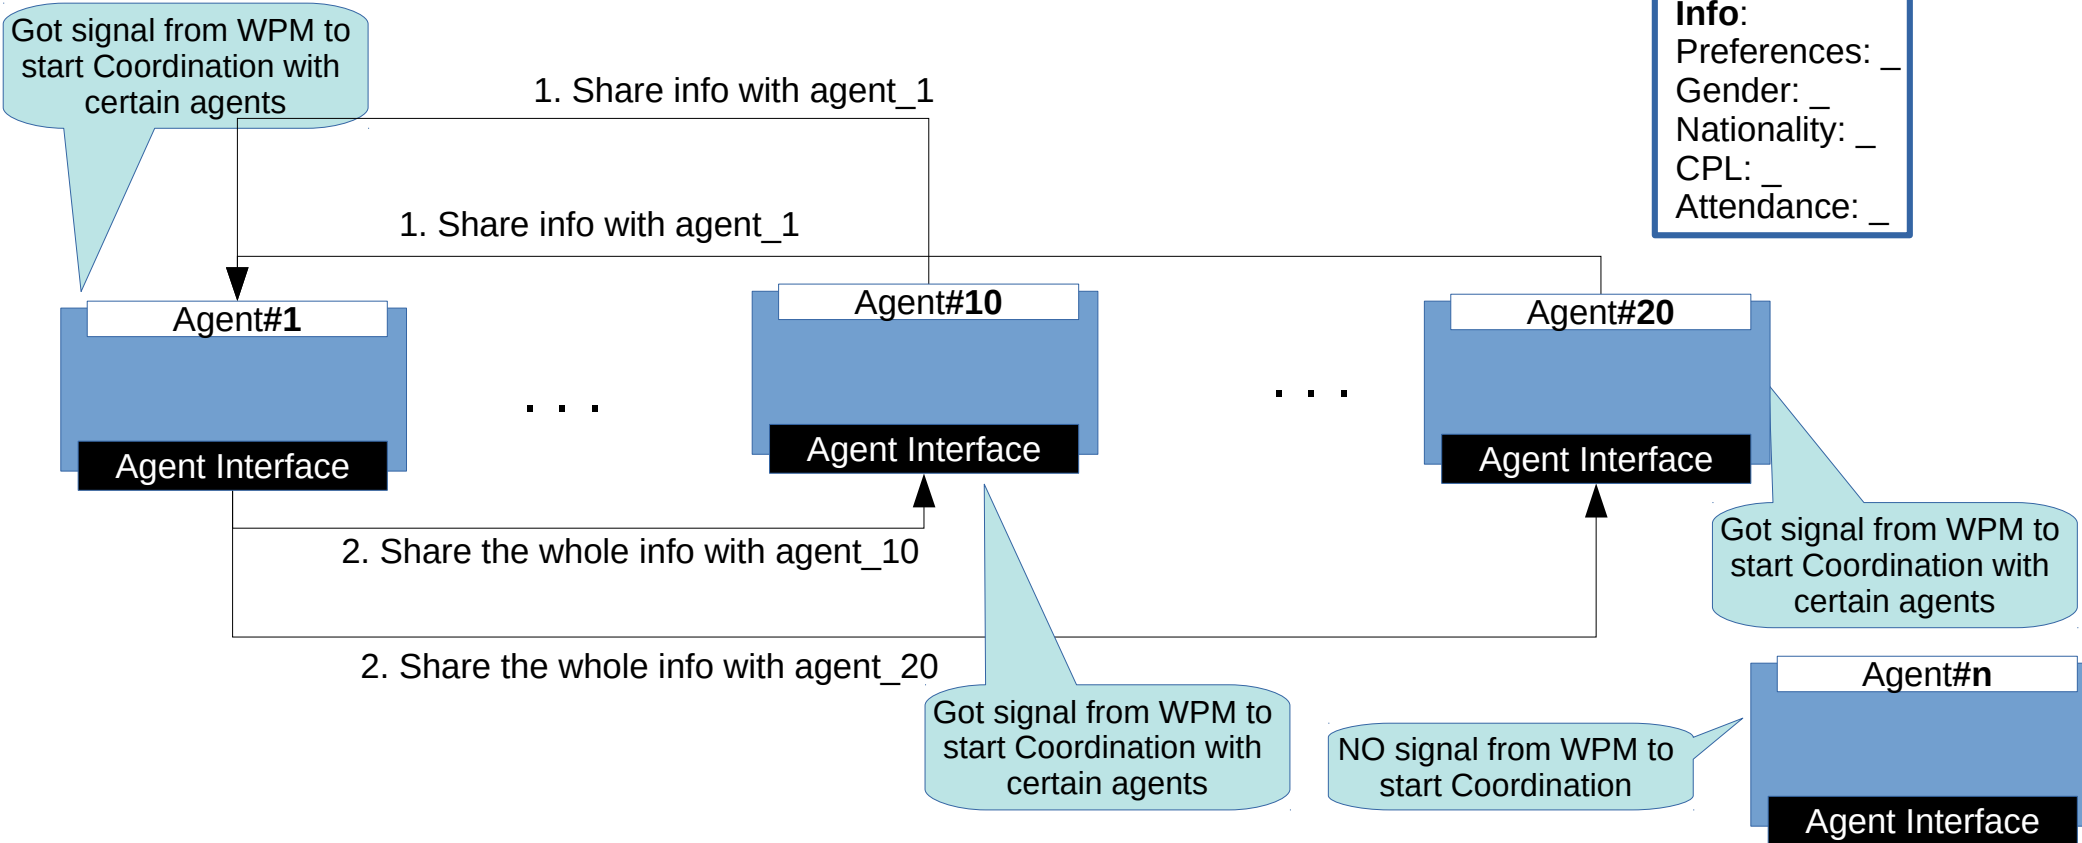 Got signal from WPM to
start Coordination with
certain agents
Info:
Preferences: _
Gender: _
Nationality: _
CPL: _
Attendance: _
1. Share info with agent_1
1. Share info with agent_1
Agent#1
Agent#10
Agent#20
. . .
. . .
Agent Interface
Agent Interface
Agent Interface
2. Share the whole info with agent_10
2. Share the whole info with agent_20
Got signal from WPM to
start Coordination with
certain agents
Got signal from WPM to
start Coordination with
certain agents
NO signal from WPM to
start Coordination
Agent#n
Agent Interface